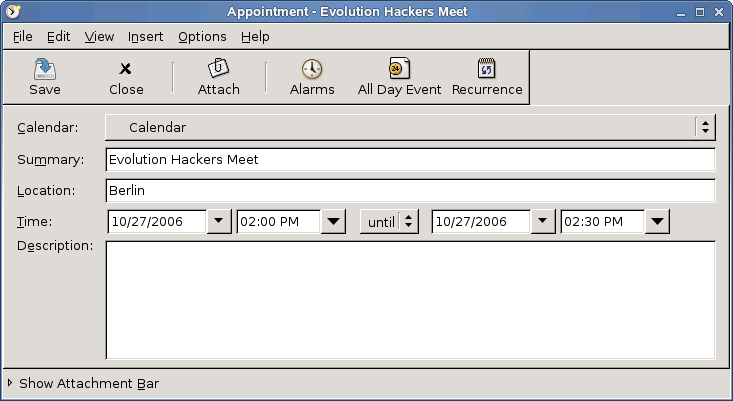 Appointment - Evolution Hackers Meet
File Edit View Insert Options Help
Save Close Attach Alarms All Day Event Recurrence
Calendar: Calendar
Summary: Evolution Hackers Meet
Location: Berlin
Time: 10/27/2006 02:00 PM until 10/27/2006 02:30 PM
Description:
Show Attachment Bar